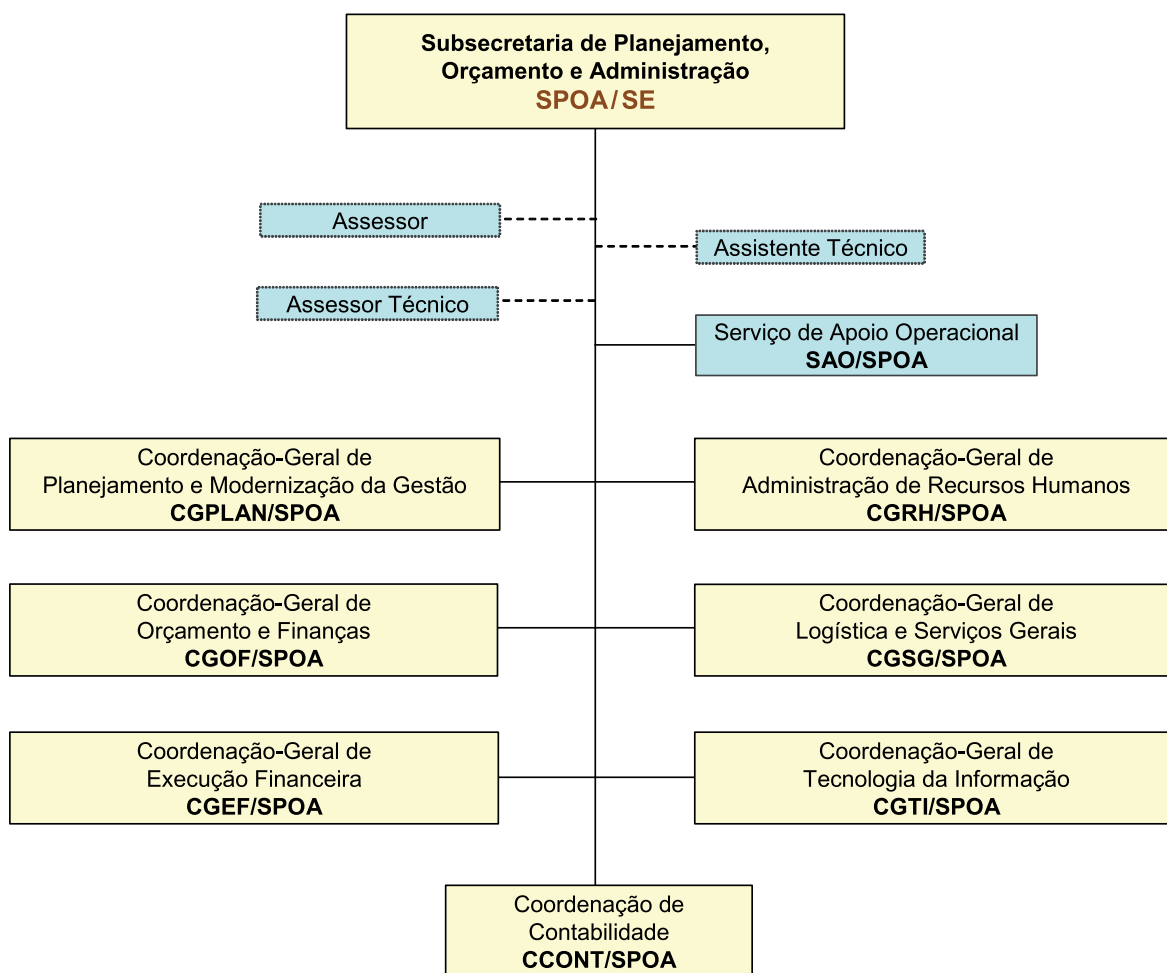 Subsecretaria de Planejamento,
Orçamento e Administração
SPOA/SE
Assessor
Assistente Técnico
Assessor Técnico
Serviço de Apoio Operacional
SAO/SPOA
Coordenação-Geral de
Planejamento e Modernização da Gestão
CGPLAN/SPOA
Coordenação-Geral de
Administração de Recursos Humanos
CGRH/SPOA
Coordenação-Geral de
Orçamento e Finanças
CGOF/SPOA
Coordenação-Geral de
Logística e Serviços Gerais
CGSG/SPOA
Coordenação-Geral de
Execução Financeira
CGEF/SPOA
Coordenação-Geral de
Tecnologia da Informação
CGTI/SPOA
Coordenação de
Contabilidade
CCONT/SPOA